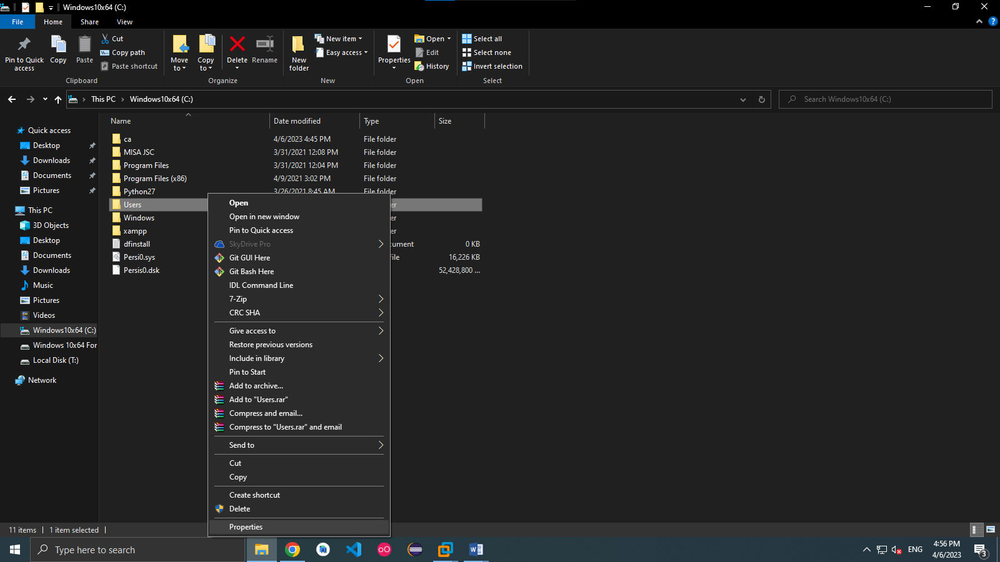 Windows10x64 (C:)
File
Home
Share
View
Pin to Quick access
Copy
Paste
Cut
Copy path
Paste shortcut
Clipboard
Move to
Copy to
Delete
Rename
Organize
New folder
New item
Easy access
New
Properties
Open
Edit
History
Open
Select all
Select none
Invert selection
Select
This PC
Windows10x64 (C:)
Search Windows10x64 (C:)
Quick access
Desktop
Downloads
Documents
Pictures
This PC
3D Objects
Desktop
Documents
Downloads
Music
Pictures
Videos
Windows10x64 (C:)
Windows 10x64 For
Local Disk (T:)
Network
Name Date modified Type Size
ca 4/6/2023 4:45 PM File folder
MISA JSC 3/31/2021 12:08 PM File folder
Program Files 3/31/2021 12:04 PM File folder
Program Files (x86) 4/9/2021 3:02 PM File folder
Python27 3/26/2021 8:45 AM File folder
Users er
Windows er
xampp er
dfinstall cument 0 KB
Persi0.sys File 16,226 KB
Persis0.dsk 52,428,800 ...
Open
Open in new window
Pin to Quick access
SkyDrive Pro
Git GUI Here
Git Bash Here
IDL Command Line
7-Zip
CRC SHA
Give access to
Restore previous versions
Include in library
Pin to Start
Add to archive...
Add to "Users.rar"
Compress and email...
Compress to "Users.rar" and email
Send to
Cut
Copy
Create shortcut
Delete
Properties
11 items
1 item selected
Type here to search
ENG
4:56 PM
4/6/2023
3